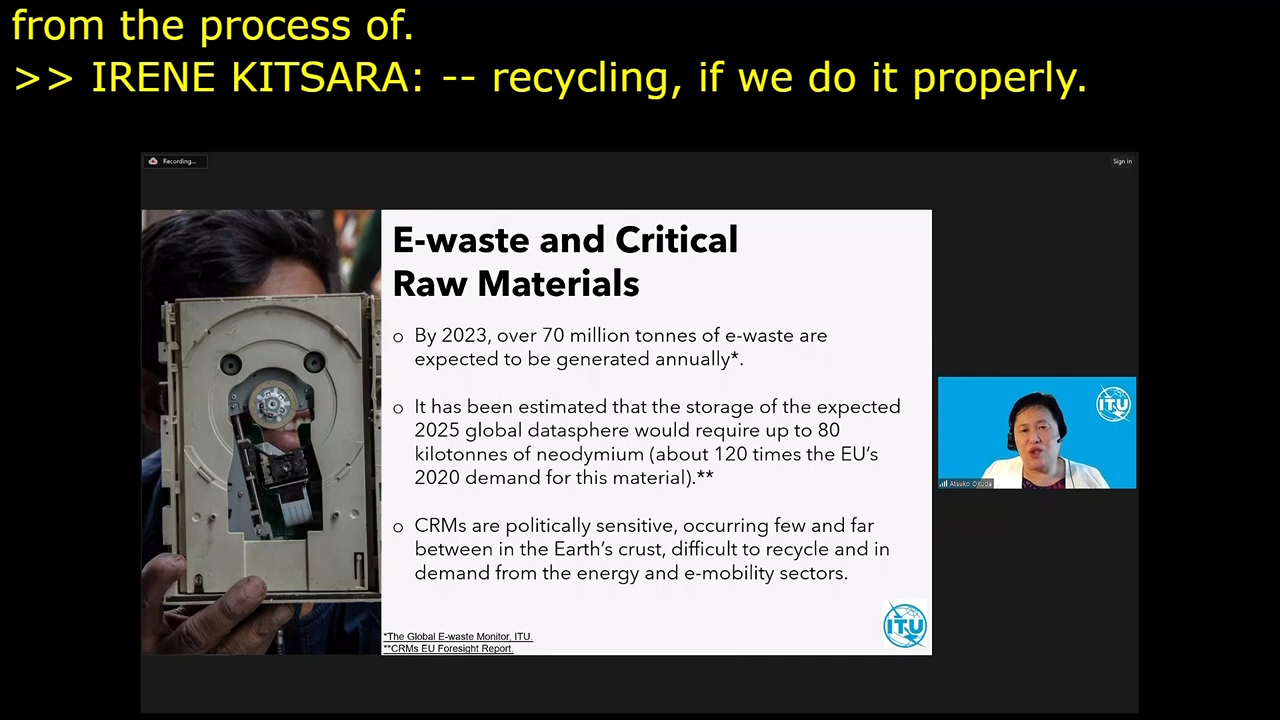 from the process of.
>> IRENE KITSARA: -- recycling, if we do it properly.
Recording...
Sign in
E-waste and Critical
Raw Materials
o By 2023, over 70 million tonnes of e-waste are
expected to be generated annually*.
o It has been estimated that the storage of the expected
2025 global datasphere would require up to 80
kilotonnes of neodymium (about 120 times the EU's
2020 demand for this material).**
o CRMs are politically sensitive, occurring few and far
between in the Earth's crust, difficult to recycle and in
demand from the energy and e-mobility sectors.
ITU
Atsuko Okuda
*The Global E-waste Monitor, ITU.
**CRMs EU Foresight Report.
ITU